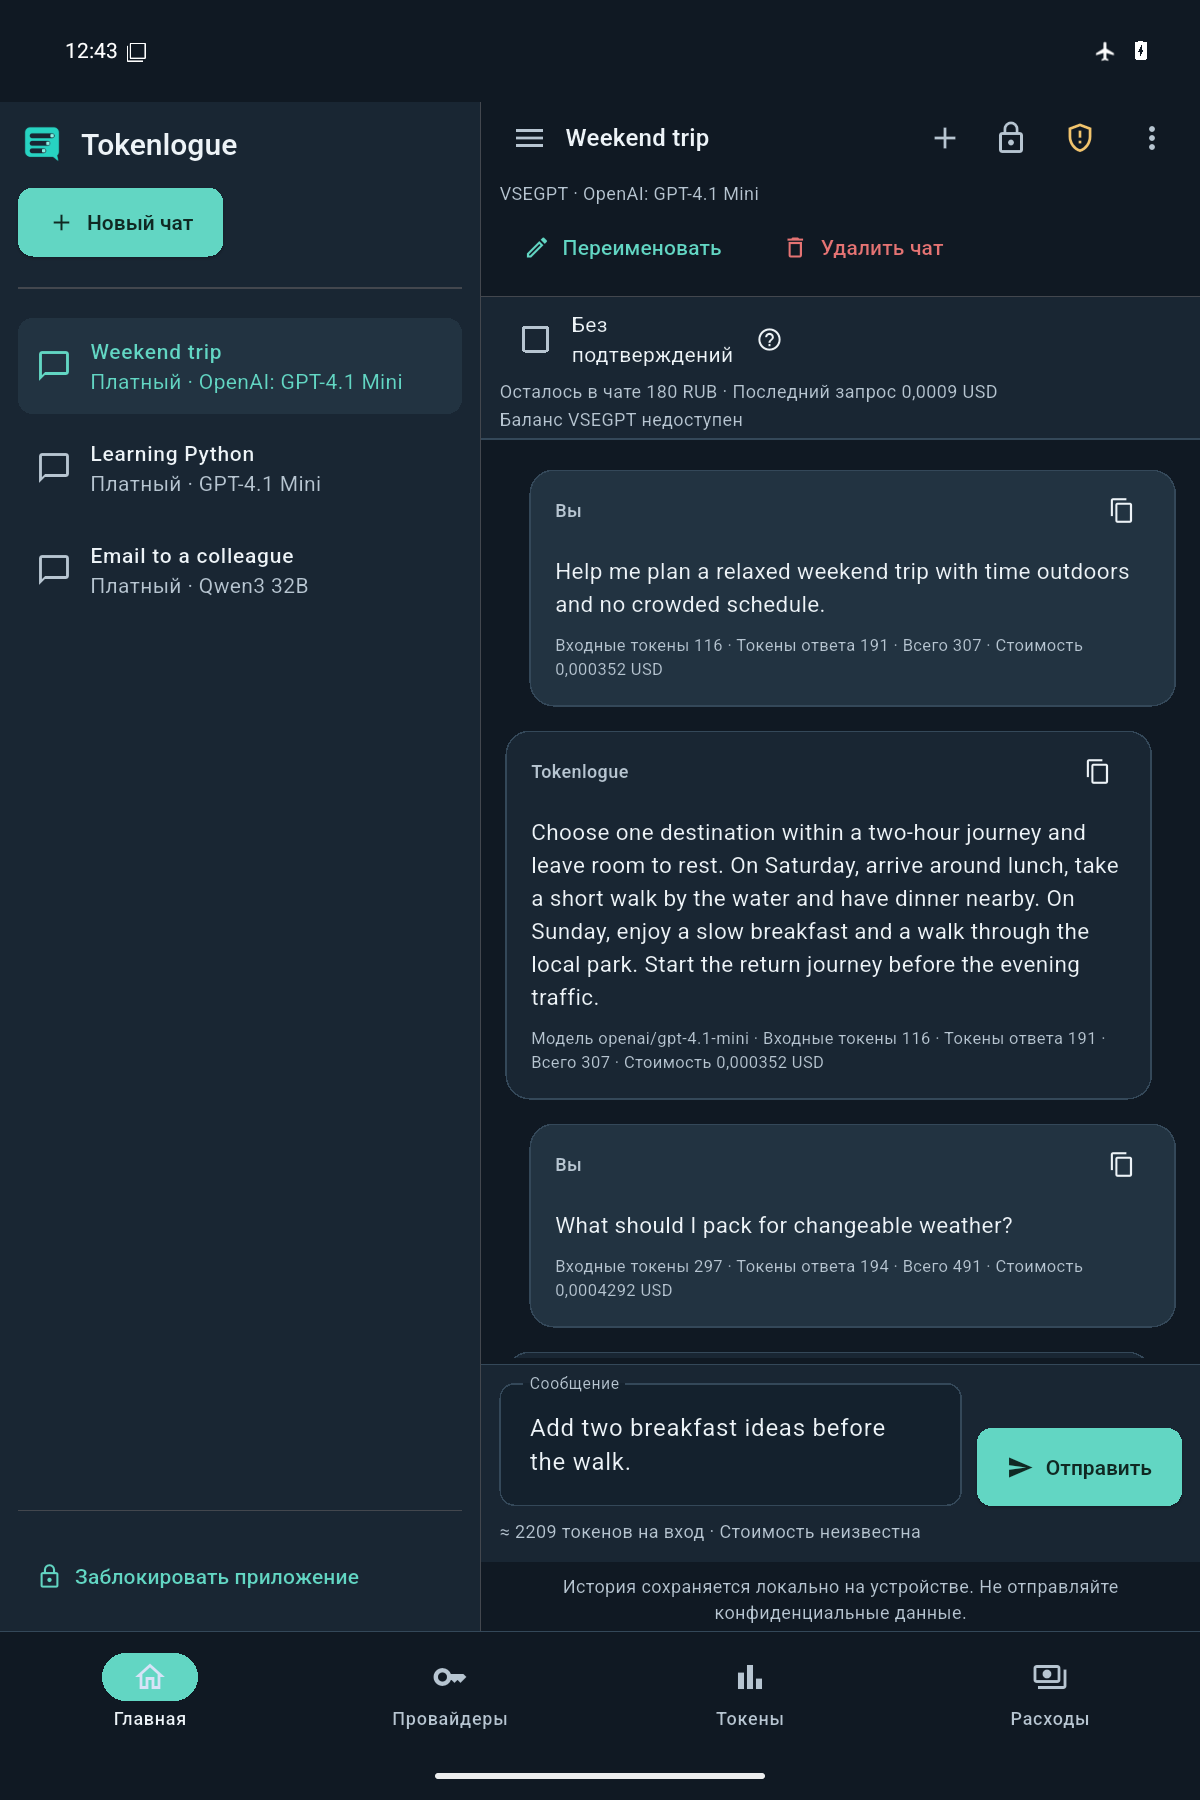 12:43
Tokenlogue
Новый чат
Weekend trip
Платный · OpenAI: GPT-4.1 Mini
Learning Python
Платный · GPT-4.1 Mini
Email to a colleague
Платный · Qwen3 32B
Заблокировать приложение
Weekend trip
VSEGPT · OpenAI: GPT-4.1 Mini
Переименовать
Удалить чат
Без
подтверждений
Осталось в чате 180 RUB · Последний запрос 0,0009 USD
Баланс VSEGPT недоступен
Вы
Help me plan a relaxed weekend trip with time outdoors
and no crowded schedule.
Входные токены 116 · Токены ответа 191 · Всего 307 · Стоимость
0,000352 USD
Tokenlogue
Choose one destination within a two-hour journey and
leave room to rest. On Saturday, arrive around lunch, take
a short walk by the water and have dinner nearby. On
Sunday, enjoy a slow breakfast and a walk through the
local park. Start the return journey before the evening
traffic.
Модель openai/gpt-4.1-mini · Входные токены 116 · Токены ответа 191 ·
Всего 307 · Стоимость 0,000352 USD
Вы
What should I pack for changeable weather?
Входные токены 297 · Токены ответа 194 · Всего 491 · Стоимость
0,0004292 USD
Сообщение
Add two breakfast ideas before
the walk.
Отправить
≈ 2209 токенов на вход · Стоимость неизвестна
История сохраняется локально на устройстве. Не отправляйте
конфиденциальные данные.
Главная
Провайдеры
Токены
Расходы